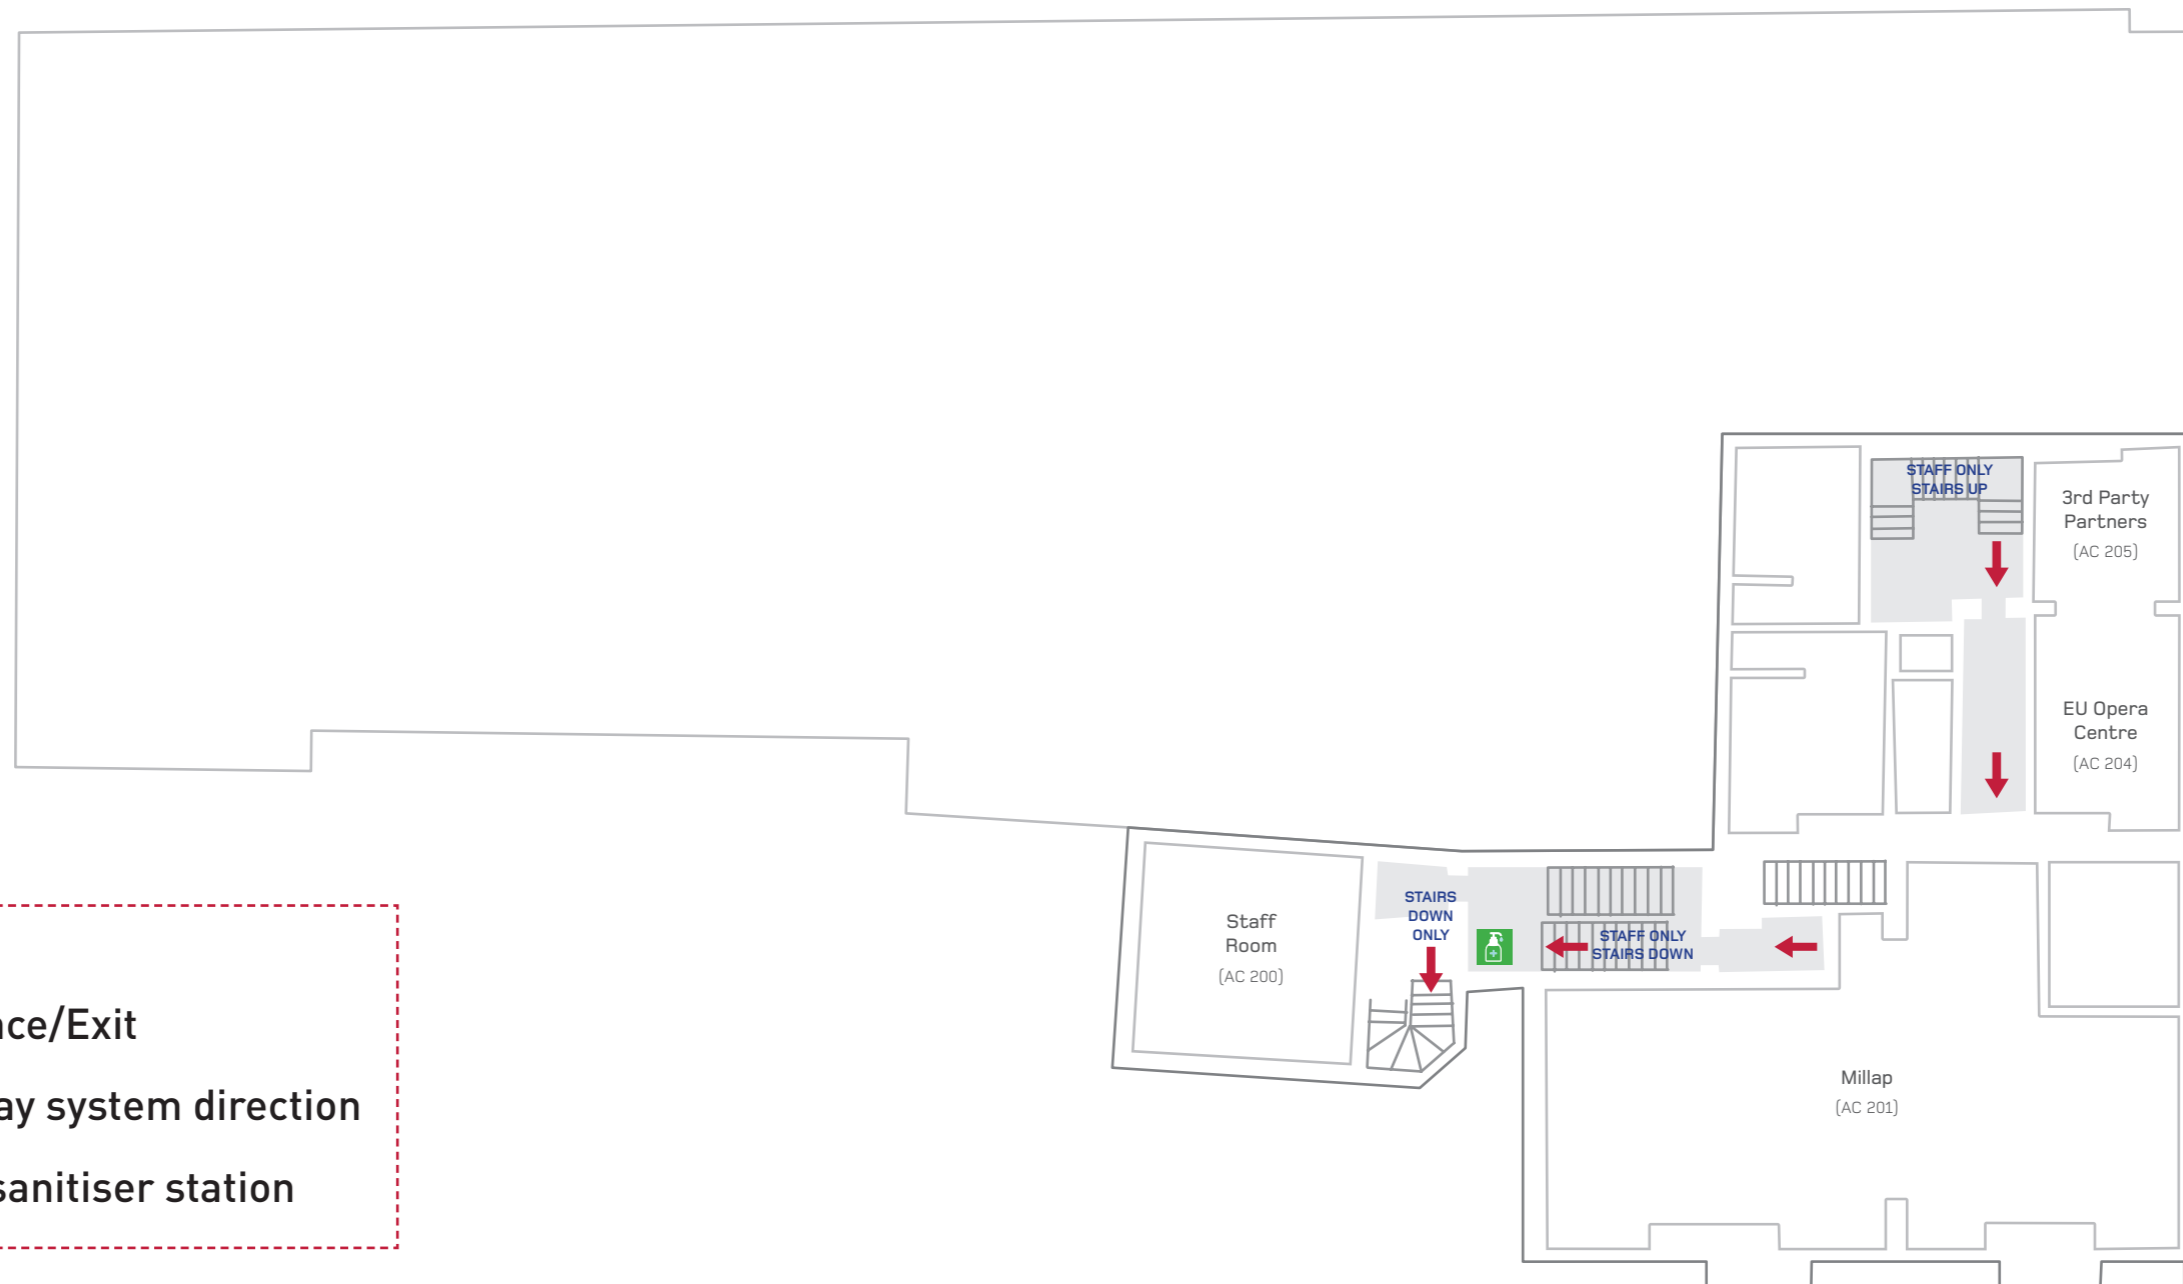 STAFF ONLY
STAIRS UP
3rd Party
Partners
(AC 205)
EU Opera
Centre
(AC 204)
STAIRS
DOWN
ONLY
STAFF ONLY
STAIRS DOWN
Staff
Room
(AC 200)
Millap
(AC 201)
nce/Exit
ay system direction
sanitiser station